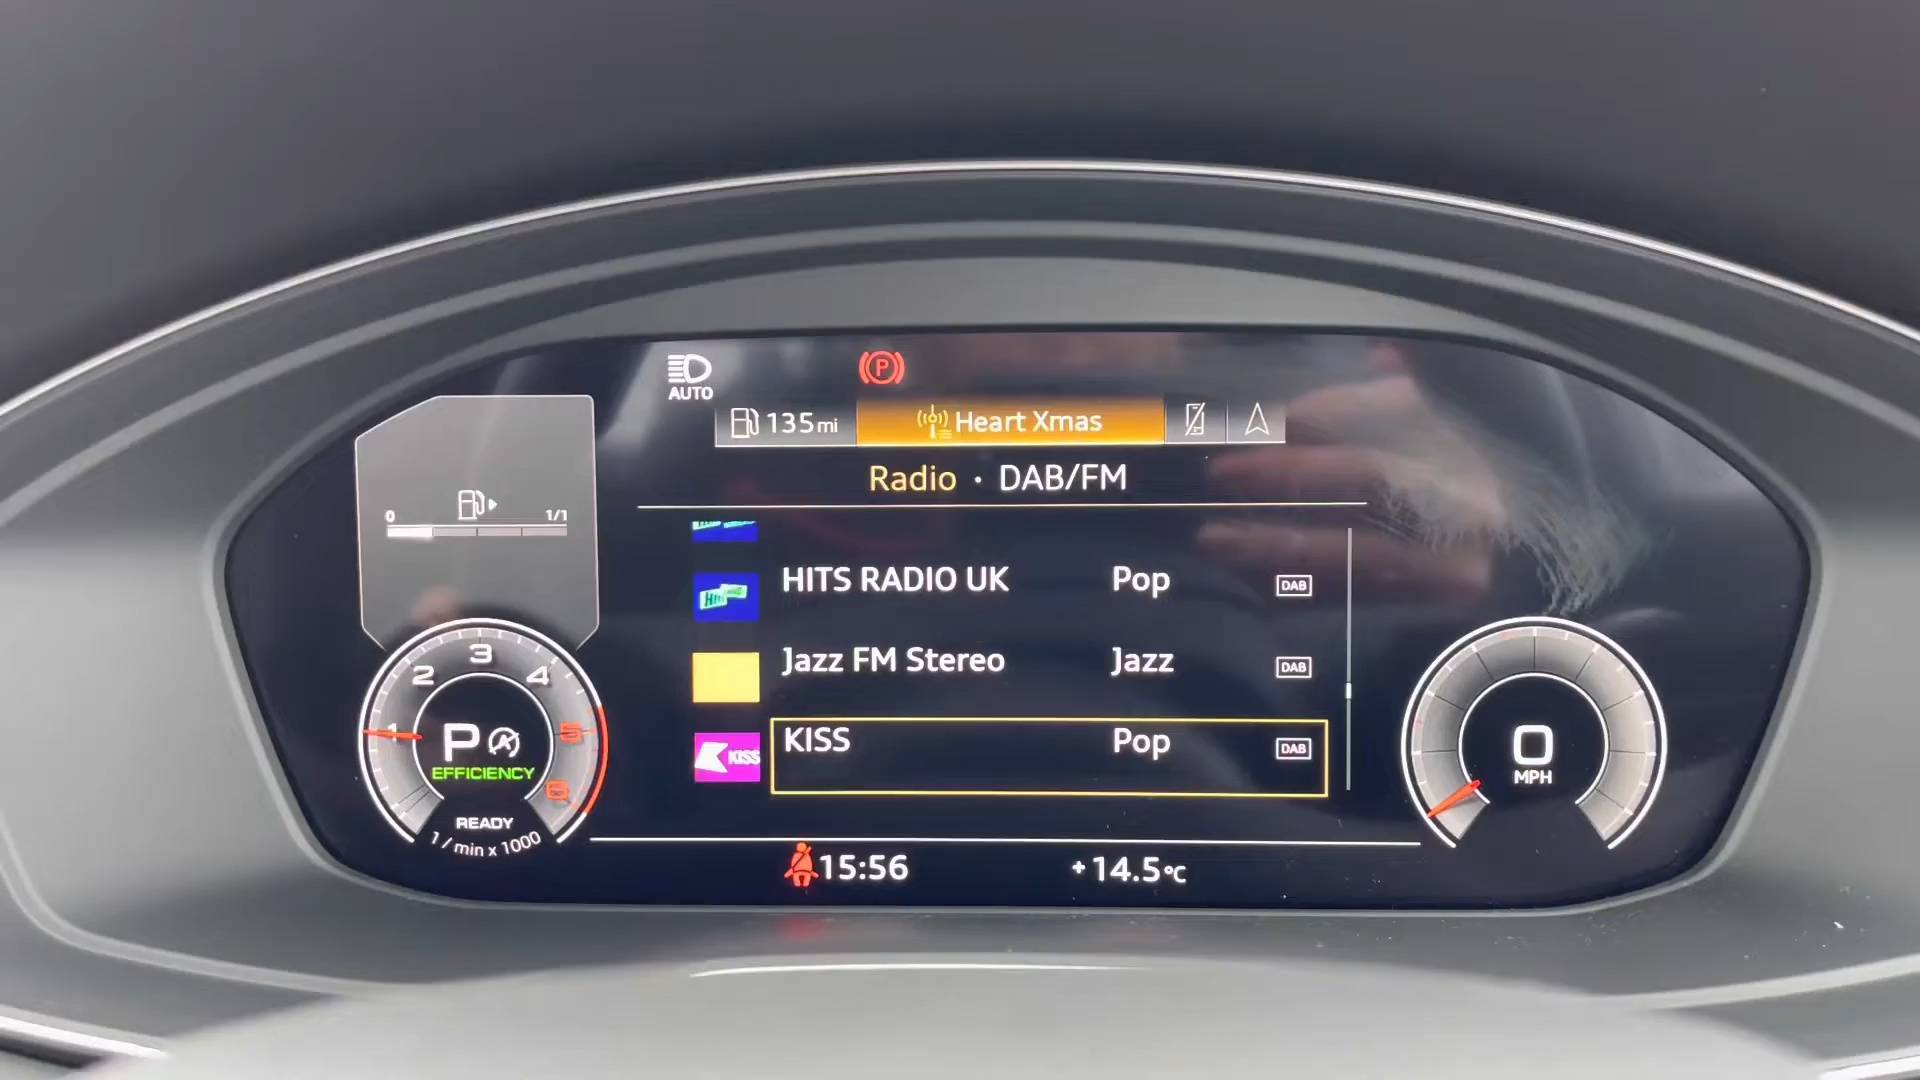 AUTO
P
135mi
Heart Xmas
Radio · DAB/FM
0 1/1
HITS RADIO UK Pop DAB
Jazz FM Stereo Jazz DAB
KISS
KISS Pop DAB
1 2 3 4 5 6
P A
EFFICIENCY
READY
1 / min x 1000
0
MPH
15:56
+14.5°C